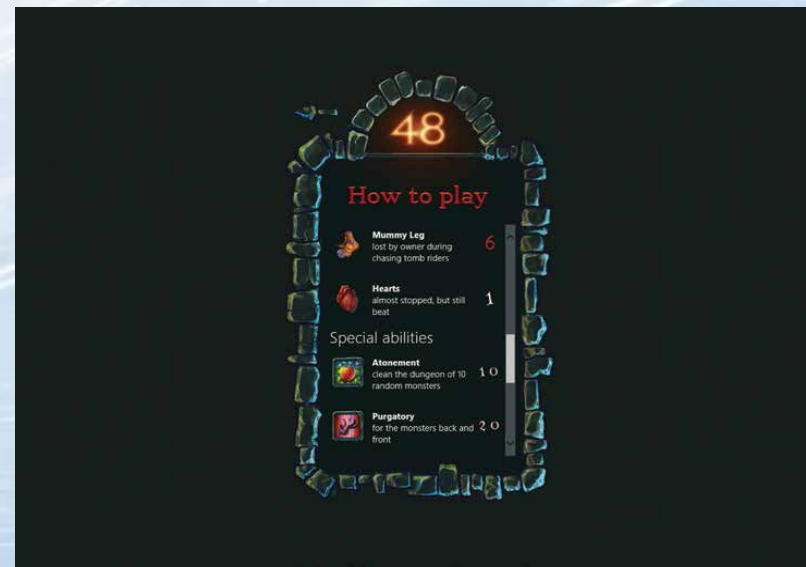 48
How to play
Mummy Leg
lost by owner during
chasing tomb riders
6
Hearts
almost stopped, but still
beat
1
Special abilities
Atonement
clean the dungeon of 10
random monsters
10
Purgatory
for the monsters back and
front
20